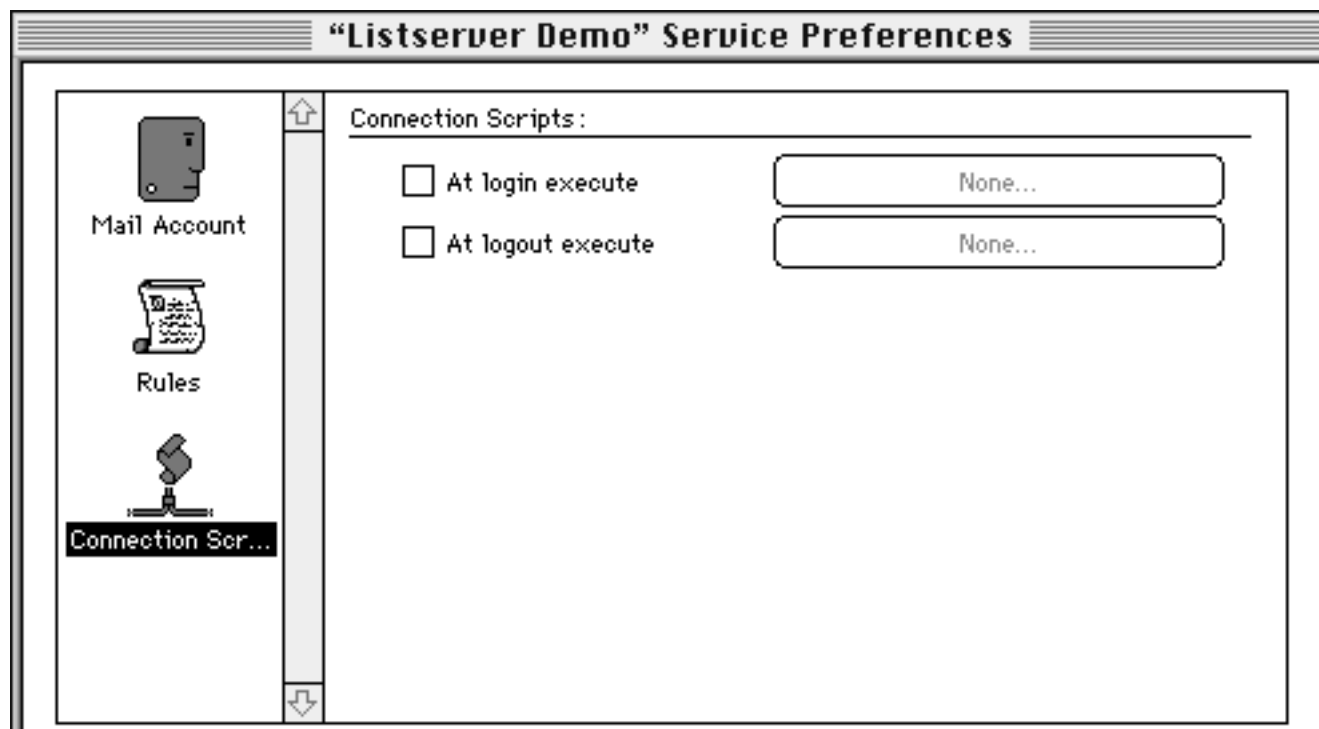 “Listserver Demo” Service Preferences
Mail Account
Rules
Connection Scr...
Connection Scripts:
At login execute
None...
At logout execute
None...